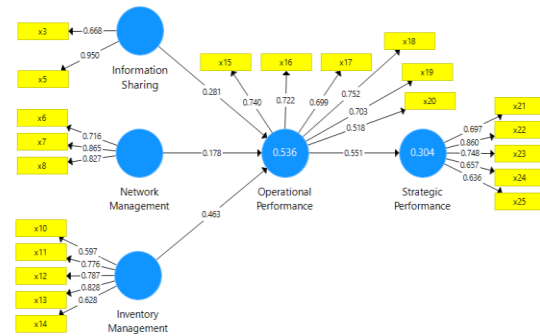 x3
0.668
x5
0.950
Information
Sharing
0.281
x6
x7
x8
0.716
0.865
0.827
Network
Management
0.178
x10
x11
x12
x13
x14
0.597
0.776
0.787
0.828
0.628
Inventory
Management
0.463
x15
x16
x17
x18
x19
x20
0.740
0.722
0.699
0.752
0.703
0.518
0.536
Operational
Performance
0.551
0.304
Strategic
Performance
0.697
0.860
0.748
0.657
0.636
x21
x22
x23
x24
x25